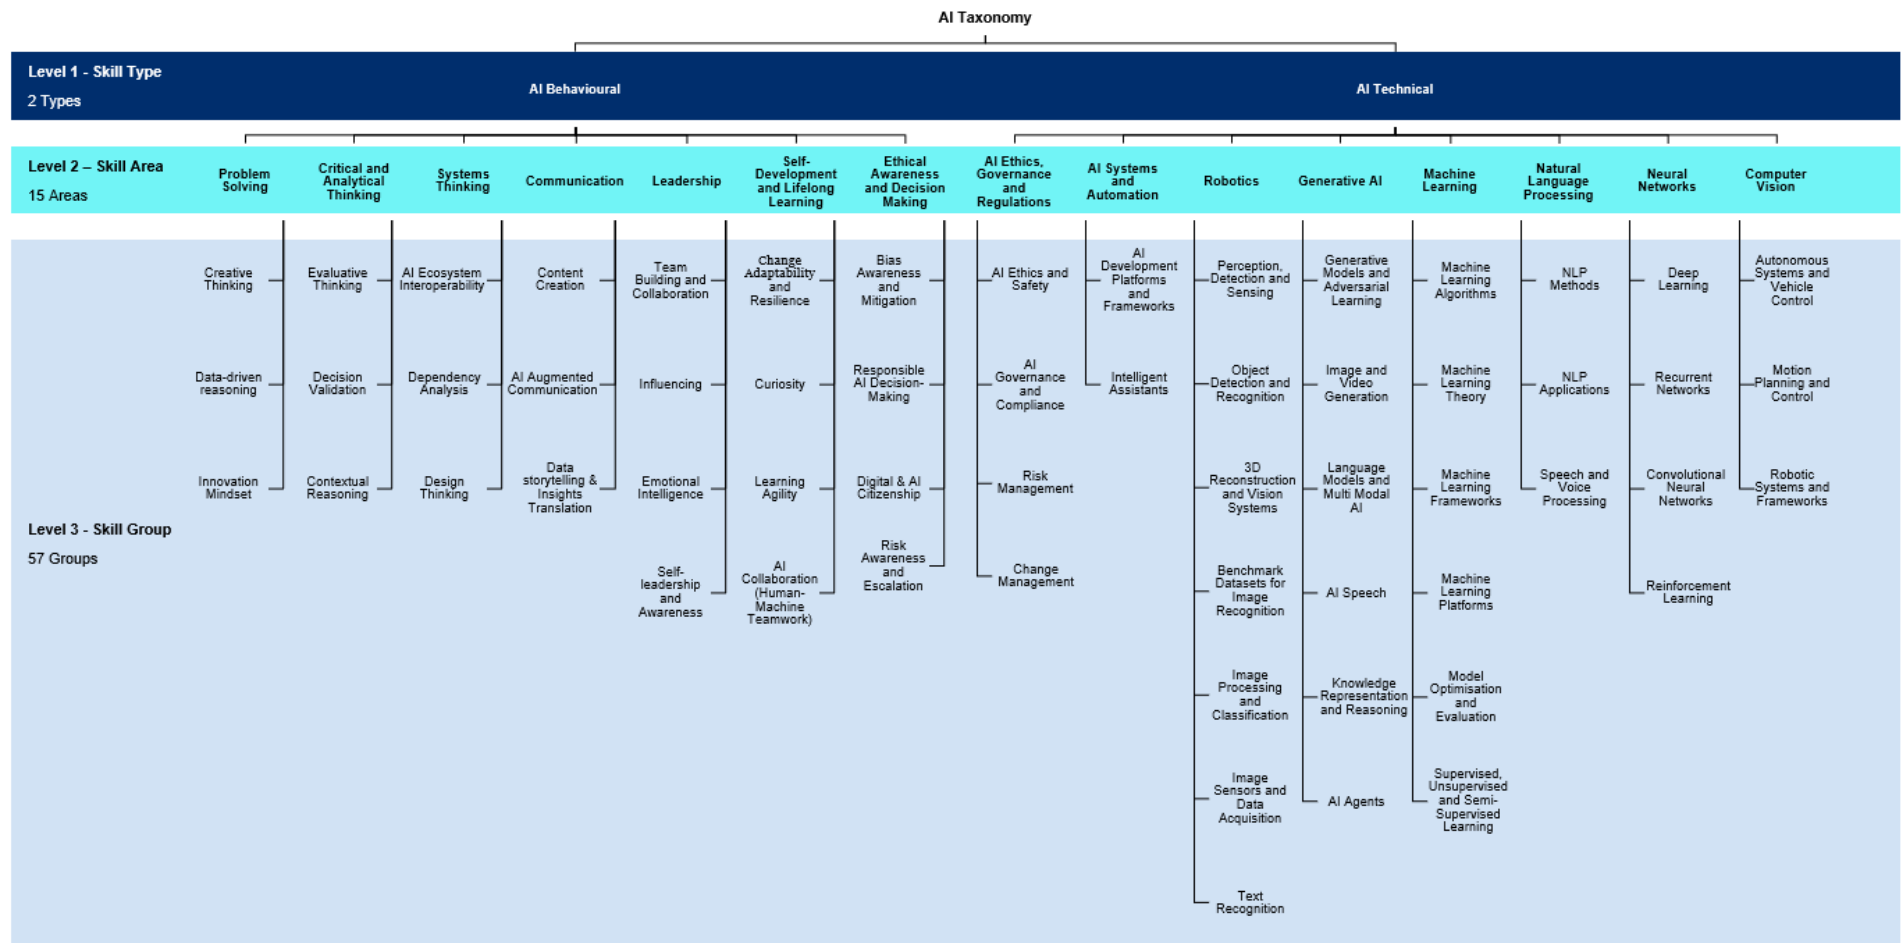 AI Taxonomy
Level 1 - Skill Type
2 Types
AI Behavioural
AI Technical
Level 2 – Skill Area
15 Areas
Problem
Solving
Critical and
Analytical
Thinking
Systems
Thinking
Communication
Leadership
Self-
Development
and Lifelong
Learning
Ethical
Awareness
and Decision
Making
AI Ethics,
Governance
and
Regulations
AI Systems
and
Automation
Robotics
Generative AI
Machine
Learning
Natural
Language
Processing
Neural
Networks
Computer
Vision
Level 3 - Skill Group
57 Groups
Creative
Thinking
Data-driven
reasoning
Innovation
Mindset
Evaluative
Thinking
Decision
Validation
Contextual
Reasoning
AI Ecosystem
Interoperability
Dependency
Analysis
Design
Thinking
Content
Creation
AI Augmented
Communication
Data
storytelling &
Insights
Translation
Team
Building and
Collaboration
Influencing
Emotional
Intelligence
Self-
leadership
and
Awareness
Change
Adaptability
and
Resilience
Curiosity
Learning
Agility
AI
Collaboration
(Human-
Machine
Teamwork)
Bias
Awareness
and
Mitigation
Responsible
AI Decision-
Making
Digital & AI
Citizenship
Risk
Awareness
and
Escalation
AI Ethics and
Safety
AI
Governance
and
Compliance
Risk
Management
Change
Management
AI
Development
Platforms
and
Frameworks
Intelligent
Assistants
Perception,
Detection and
Sensing
Object
Detection and
Recognition
3D
Reconstruction
and Vision
Systems
Benchmark
Datasets for
Image
Recognition
Image
Processing
and
Classification
Image
Sensors and
Data
Acquisition
Text
Recognition
Generative
Models and
Adversarial
Learning
Image and
Video
Generation
Language
Models and
Multi Modal
AI
AI Speech
Knowledge
Representation
and Reasoning
AI Agents
Machine
Learning
Algorithms
Machine
Learning
Theory
Machine
Learning
Frameworks
Machine
Learning
Platforms
Model
Optimisation
and
Evaluation
Supervised,
Unsupervised
and Semi-
Supervised
Learning
NLP
Methods
NLP
Applications
Speech and
Voice
Processing
Deep
Learning
Recurrent
Networks
Convolutional
Neural
Networks
Reinforcement
Learning
Autonomous
Systems and
Vehicle
Control
Motion
Planning and
Control
Robotic
Systems and
Frameworks